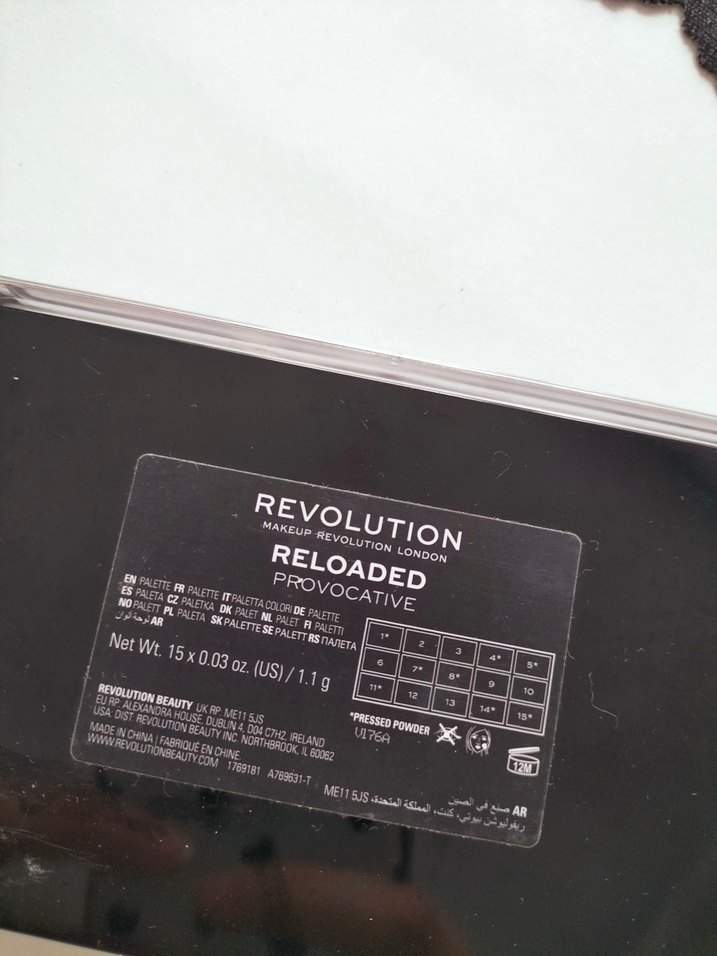 REVOLUTION
MAKEUP REVOLUTION LONDON
RELOADED
PROVOCATIVE
EN PALETTE FR PALETTE IT PALETTA COLORI DE PALETTE
ES PALETA CZ PALETKA DK PALET NL PALET FI PALETTI
NO PALETT PL PALETA SK PALETTE SE PALETT RS ПАЛЕТА
AR لوحة ألوان
Net Wt. 15 x 0.03 oz. (US) / 1.1 g
1* 2 3 4* 5*
6 7* 8* 9 10
11* 12 13 14* 15*
*PRESSED POWDER
U176A
12M
REVOLUTION BEAUTY UK RP: ME11 5JS
EU RP: ALEXANDRA HOUSE, DUBLIN 4, D04 C7H2, IRELAND
USA: DIST. REVOLUTION BEAUTY INC. NORTHBROOK, IL 60062
MADE IN CHINA | FABRIQUÉ EN CHINE
WWW.REVOLUTIONBEAUTY.COM 1769181 A769631-T
AR صنع في الصين
ريفوليوشن بيوتي، كنت، المملكة المتحدة، ME11 5JS